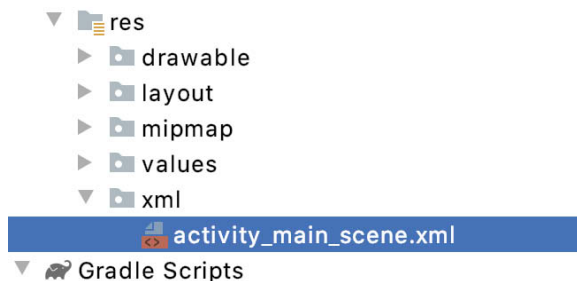 res
drawable
layout
mipmap
values
xml
activity_main_scene.xml
Gradle Scripts